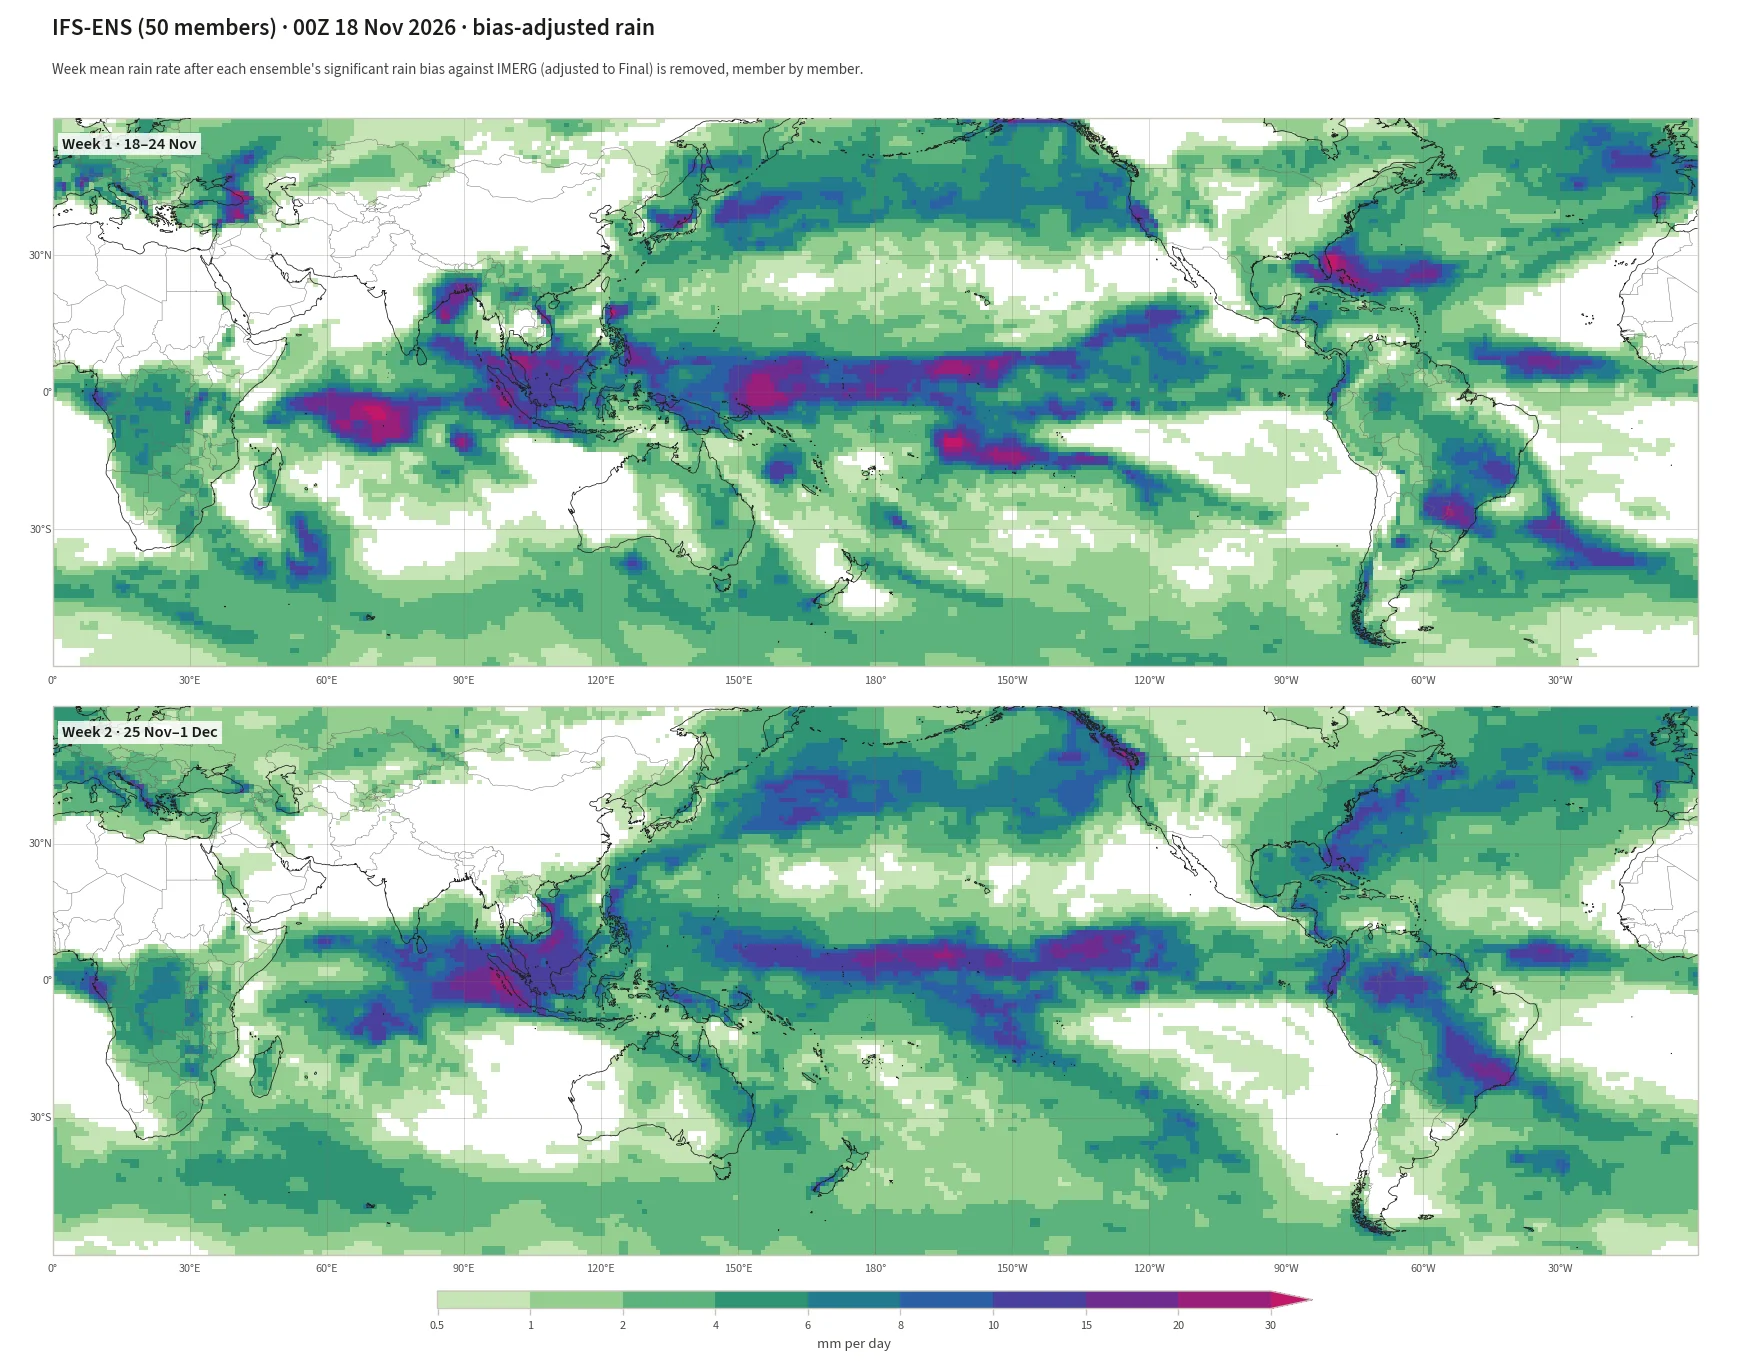 IFS-ENS (50 members) · 00Z 18 Nov 2026 · bias-adjusted rain
Week mean rain rate after each ensemble's significant rain bias against IMERG (adjusted to Final) is removed, member by member.
Week 1 · 18–24 Nov
30°N
0°
30°S
0° 30°E 60°E 90°E 120°E 150°E 180° 150°W 120°W 90°W 60°W 30°W
Week 2 · 25 Nov–1 Dec
30°N
0°
30°S
0° 30°E 60°E 90°E 120°E 150°E 180° 150°W 120°W 90°W 60°W 30°W
0.5 1 2 4 6 8 10 15 20 30
mm per day